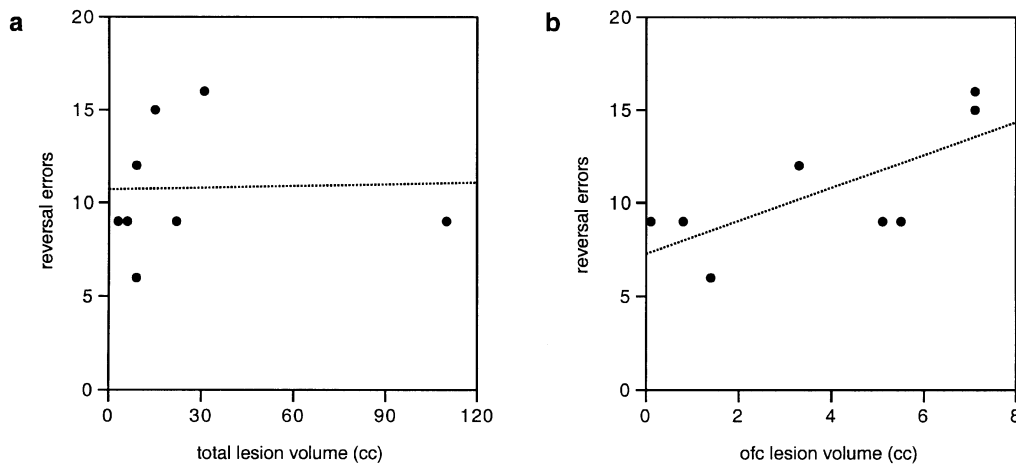 a
20
15
10
5
0
reversal errors
0 30 60 90 120
total lesion volume (cc)
b
20
15
10
5
0
reversal errors
0 2 4 6 8
ofc lesion volume (cc)